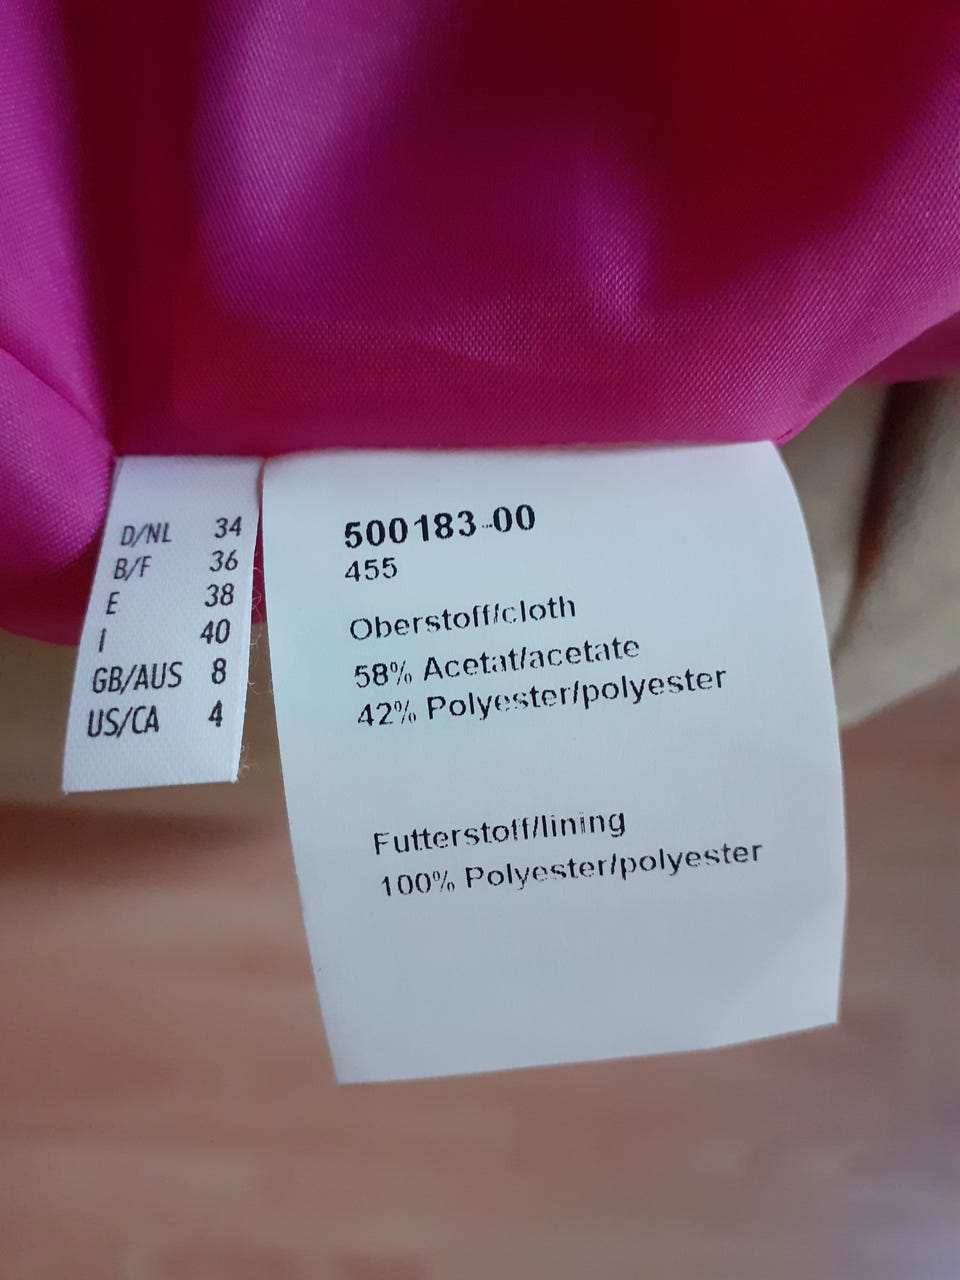 D/NL 34
B/F 36
E 38
I 40
GB/AUS 8
US/CA 4
500183-00
455
Oberstoff/cloth
58% Acetat/acetate
42% Polyester/polyester
Futterstoff/lining
100% Polyester/polyester